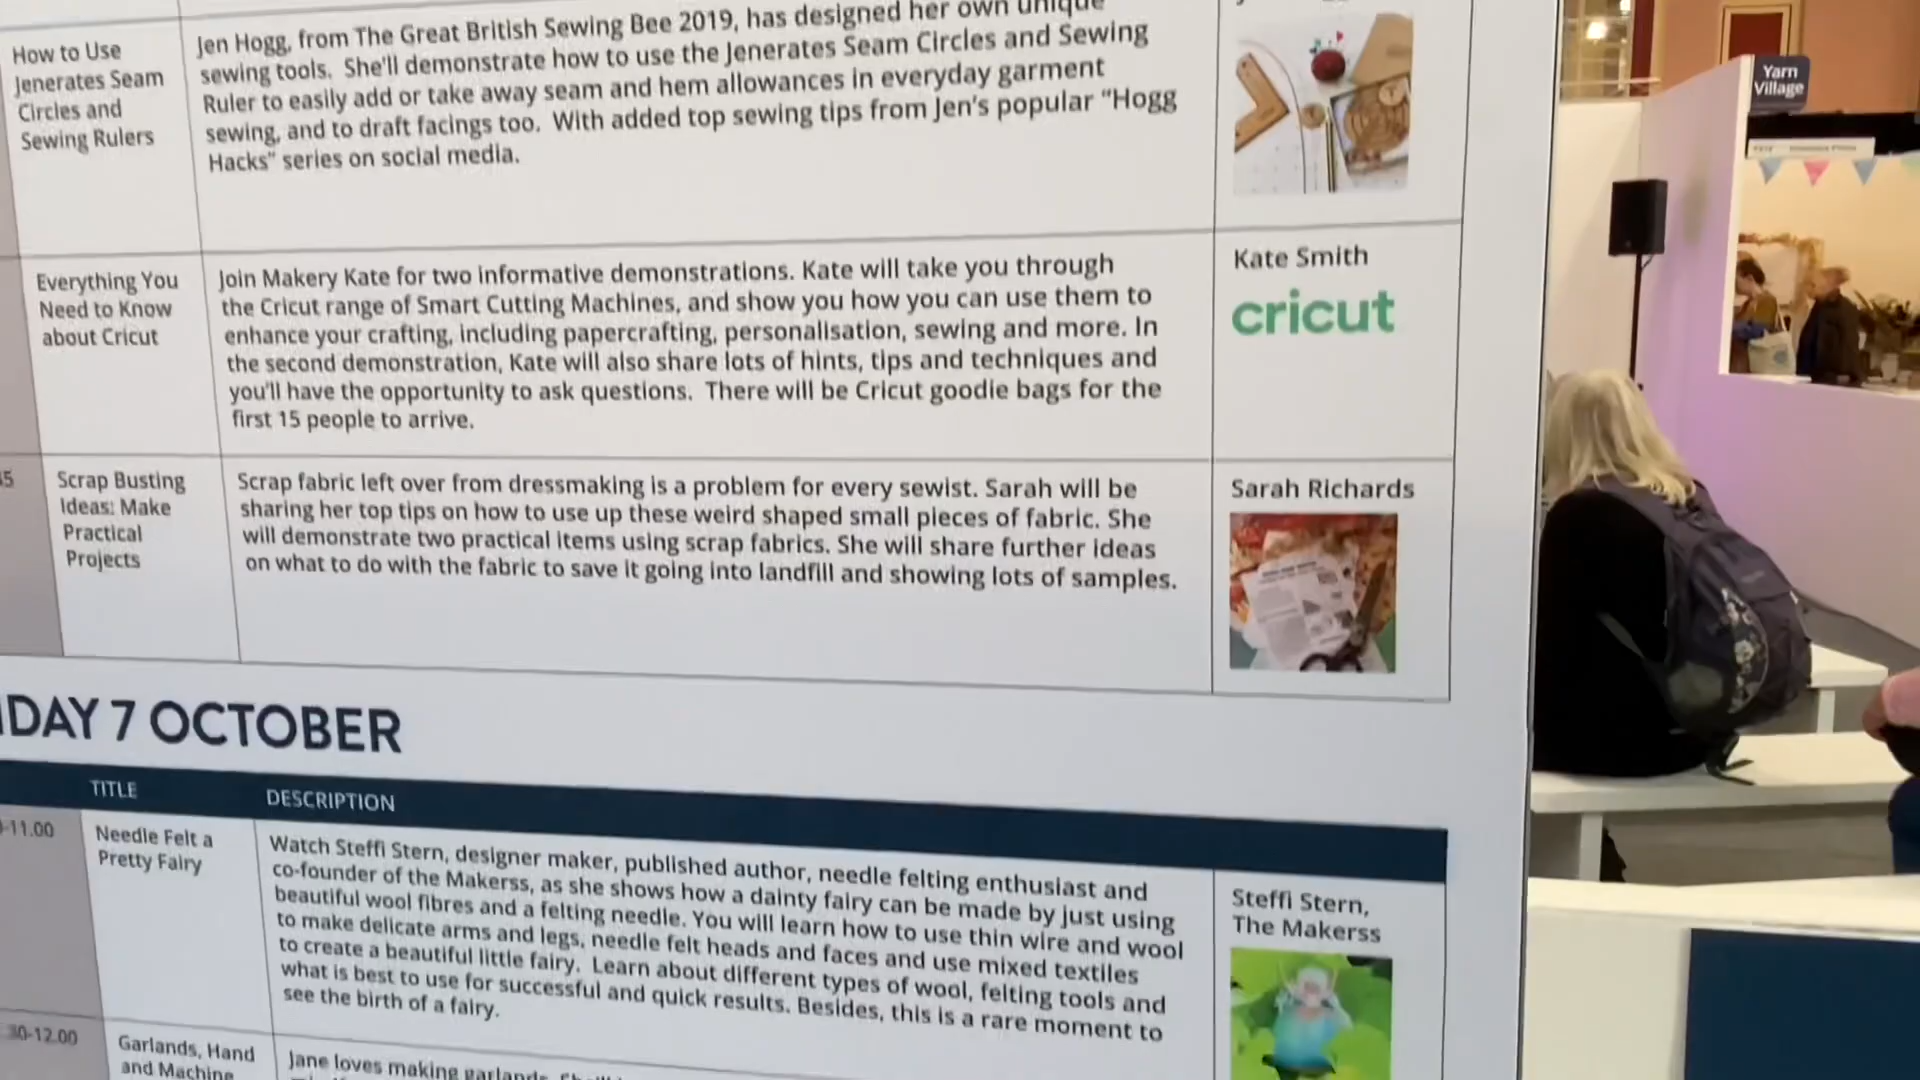 How to Use
Jenerates Seam
Circles and
Sewing Rulers
Jen Hogg, from The Great British Sewing Bee 2019, has designed her own unique
sewing tools. She'll demonstrate how to use the Jenerates Seam Circles and Sewing
Ruler to easily add or take away seam and hem allowances in everyday garment
sewing, and to draft facings too. With added top sewing tips from Jen's popular "Hogg
Hacks" series on social media.
Everything You
Need to Know
about Cricut
Join Makery Kate for two informative demonstrations. Kate will take you through
the Cricut range of Smart Cutting Machines, and show you how you can use them to
enhance your crafting, including papercrafting, personalisation, sewing and more. In
the second demonstration, Kate will also share lots of hints, tips and techniques and
you'll have the opportunity to ask questions. There will be Cricut goodie bags for the
first 15 people to arrive.
Kate Smith
cricut
Scrap Busting
Ideas: Make
Practical
Projects
Scrap fabric left over from dressmaking is a problem for every sewist. Sarah will be
sharing her top tips on how to use up these weird shaped small pieces of fabric. She
will demonstrate two practical items using scrap fabrics. She will share further ideas
on what to do with the fabric to save it going into landfill and showing lots of samples.
Sarah Richards
DAY 7 OCTOBER
TITLE
DESCRIPTION
-11.00
Needle Felt a
Pretty Fairy
Watch Steffi Stern, designer maker, published author, needle felting enthusiast and
co-founder of the Makerss, as she shows how a dainty fairy can be made by just using
beautiful wool fibres and a felting needle. You will learn how to use thin wire and wool
to make delicate arms and legs, needle felt heads and faces and use mixed textiles
to create a beautiful little fairy. Learn about different types of wool, felting tools and
what is best to use for successful and quick results. Besides, this is a rare moment to
see the birth of a fairy.
Steffi Stern,
The Makerss
30-12.00
Garlands, Hand
and Machine
Jane loves making garlands.
Yarn
Village